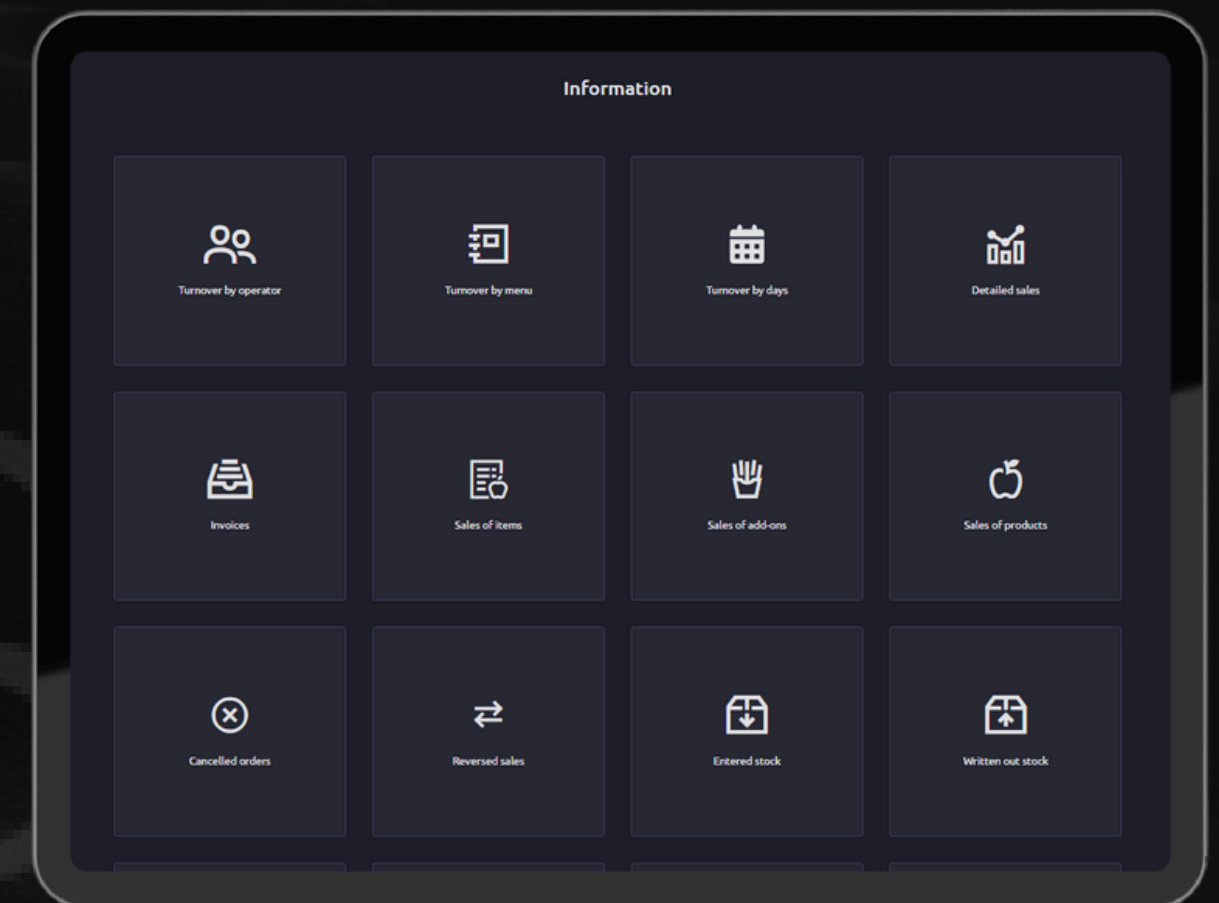 Information
Turnover by operator
Turnover by menu
Turnover by days
Detailed sales
Invoices
Sales of items
Sales of add-ons
Sales of products
Cancelled orders
Reversed sales
Entered stock
Written out stock